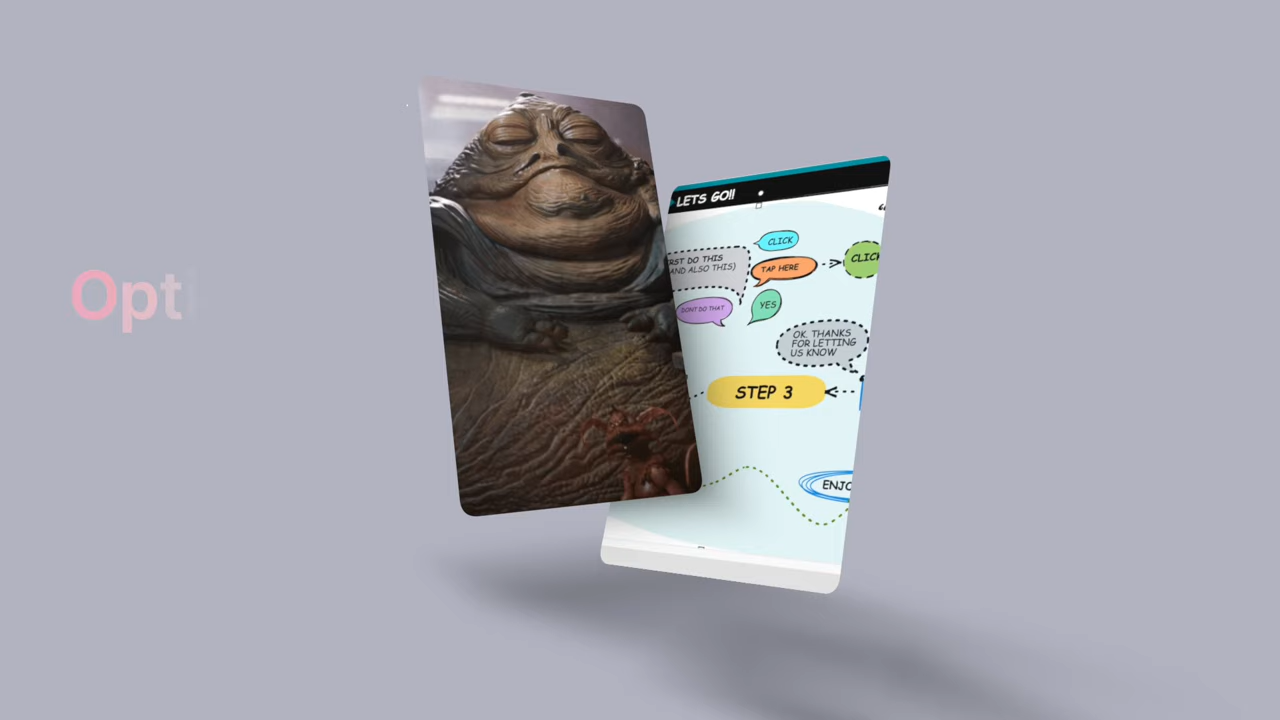 Opti
LETS GO!!
CLICK
RST DO THIS
AND ALSO THIS)
TAP HERE
CLICK
DONT DO THAT
YES
OK. THANKS
FOR LETTING
US KNOW
STEP 3
ENJO